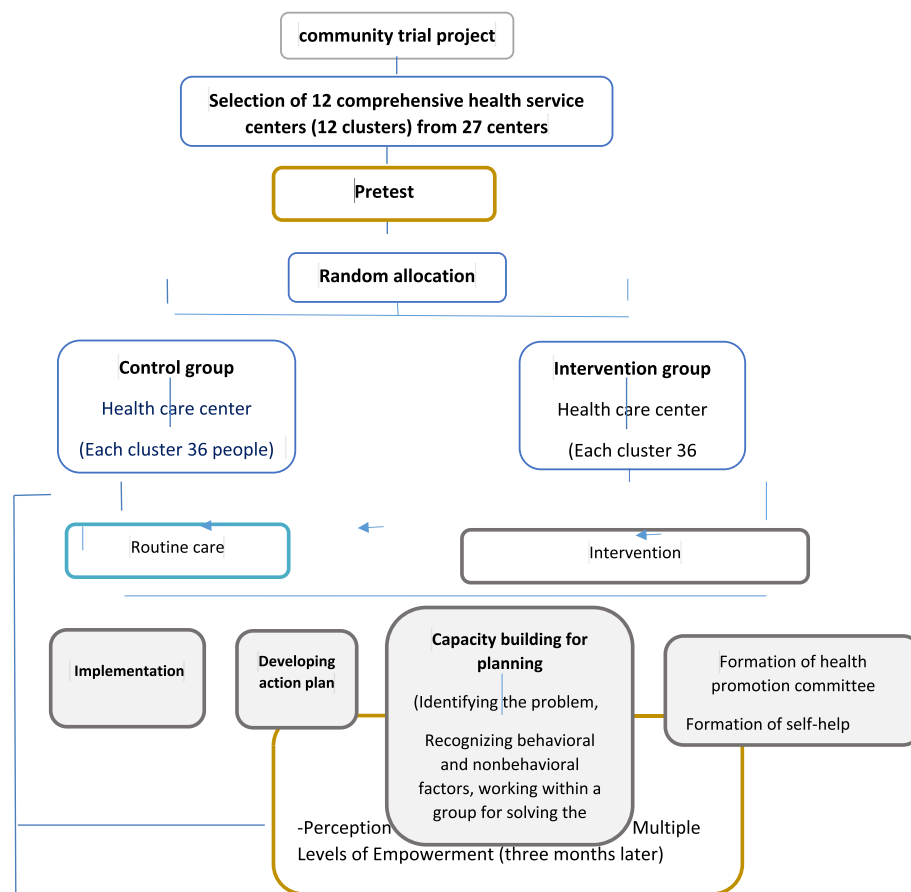 community trial project
Selection of 12 comprehensive health service
centers (12 clusters) from 27 centers
Pretest
Random allocation
Control group
Health care center
(Each cluster 36 people)
Intervention group
Health care center
(Each cluster 36
Routine care
Intervention
Implementation
Developing
action plan
Capacity building for
planning
(Identifying the problem,
Recognizing behavioral
and nonbehavioral
factors, working within a
group for solving the
Formation of health
promotion committee
Formation of self-help
-Perception Multiple
Levels of Empowerment (three months later)